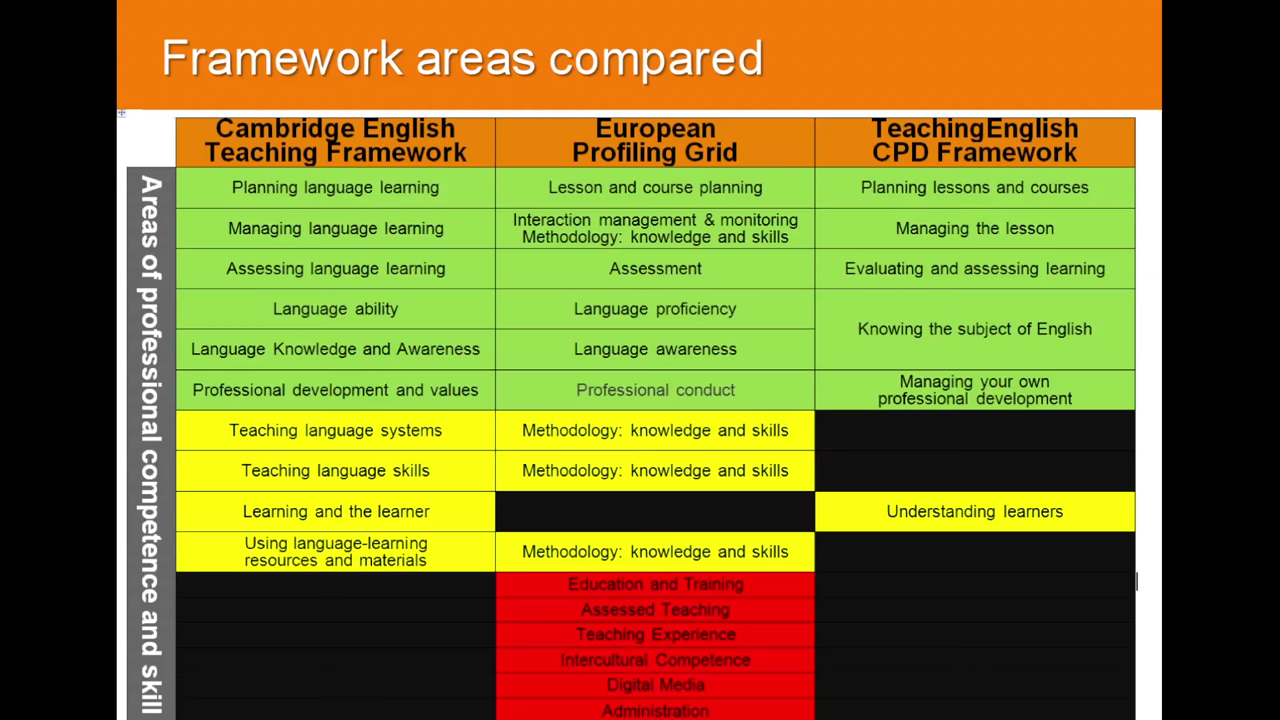 Framework areas compared
Cambridge English
Teaching Framework
European
Profiling Grid
TeachingEnglish
CPD Framework
Areas of professional competence and skill
Planning language learning
Lesson and course planning
Planning lessons and courses
Managing language learning
Interaction management & monitoring
Methodology: knowledge and skills
Managing the lesson
Assessing language learning
Assessment
Evaluating and assessing learning
Language ability
Language proficiency
Knowing the subject of English
Language Knowledge and Awareness
Language awareness
Professional development and values
Professional conduct
Managing your own
professional development
Teaching language systems
Methodology: knowledge and skills
Teaching language skills
Methodology: knowledge and skills
Learning and the learner
Understanding learners
Using language-learning
resources and materials
Methodology: knowledge and skills
Education and Training
Assessed Teaching
Teaching Experience
Intercultural Competence
Digital Media
Administration